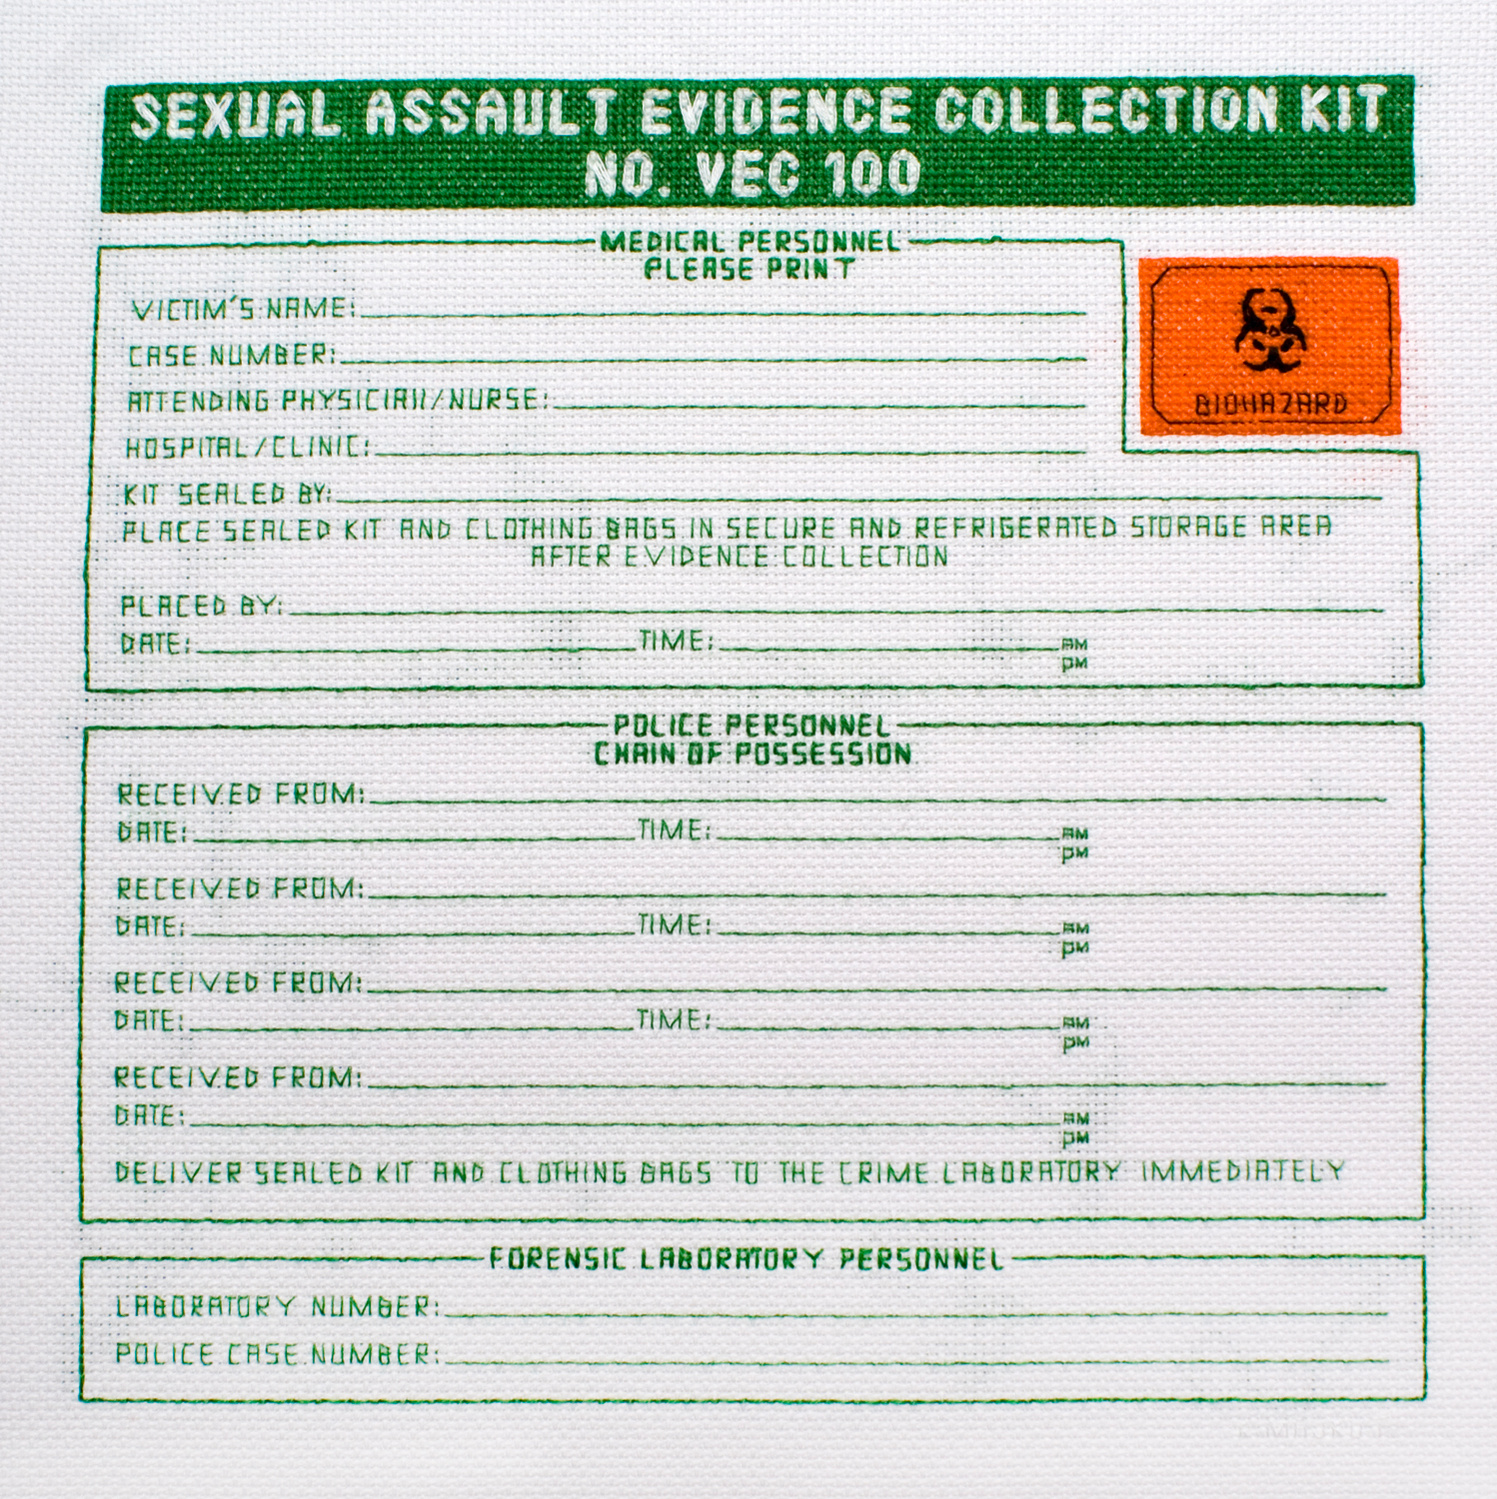 SEXUAL ASSAULT EVIDENCE COLLECTION KIT
NO. VEC 100
MEDICAL PERSONNEL
PLEASE PRINT
VICTIM'S NAME:
CASE NUMBER:
ATTENDING PHYSICIAN/NURSE:
HOSPITAL/CLINIC:
BIOHAZARD
KIT SEALED BY:
PLACE SEALED KIT AND CLOTHING BAGS IN SECURE AND REFRIGERATED STORAGE AREA
AFTER EVIDENCE COLLECTION
PLACED BY:
DATE: TIME: AM
PM
POLICE PERSONNEL
CHAIN OF POSSESSION
RECEIVED FROM:
DATE: TIME: AM
PM
RECEIVED FROM:
DATE: TIME: AM
PM
RECEIVED FROM:
DATE: TIME: AM
PM
RECEIVED FROM:
DATE: AM
PM
DELIVER SEALED KIT AND CLOTHING BAGS TO THE CRIME LABORATORY IMMEDIATELY
FORENSIC LABORATORY PERSONNEL
LABORATORY NUMBER:
POLICE CASE NUMBER: